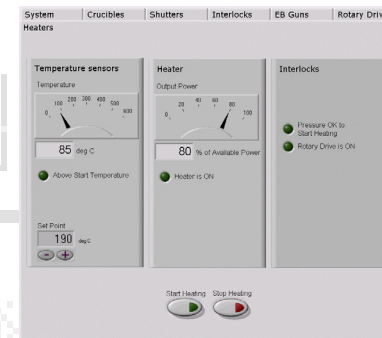 System Crucibles Shutters Interlocks EB Guns Rotary Driv
Heaters
Temperature sensors
Temperature
0 100 200 300 400 500 600
85 deg C
Above Start Temperature
Set Point
190 deg C
- +
Heater
Output Power
0 20 40 60 80 100
80 % of Available Power
Heater is ON
Interlocks
Pressure OK to
Start Heating
Rotary Drive is ON
Start Heating Stop Heating